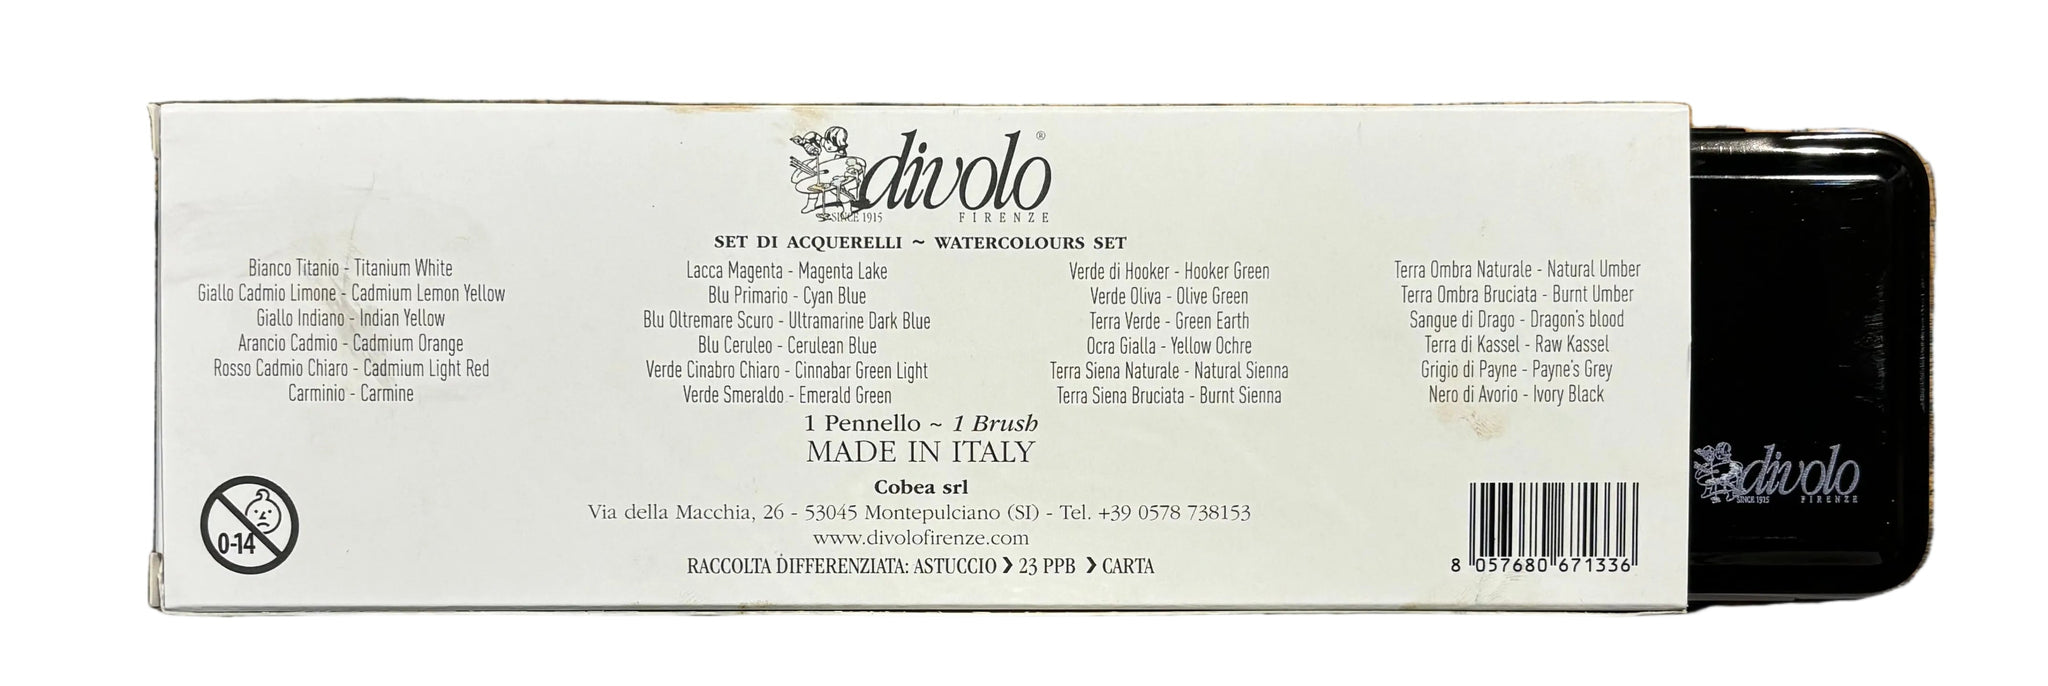 divolo®
SINCE 1915 FIRENZE
SET DI ACQUERELLI ~ WATERCOLOURS SET
Bianco Titanio - Titanium White
Giallo Cadmio Limone - Cadmium Lemon Yellow
Giallo Indiano - Indian Yellow
Arancio Cadmio - Cadmium Orange
Rosso Cadmio Chiaro - Cadmium Light Red
Carminio - Carmine
Lacca Magenta - Magenta Lake
Blu Primario - Cyan Blue
Blu Oltremare Scuro - Ultramarine Dark Blue
Blu Ceruleo - Cerulean Blue
Verde Cinabro Chiaro - Cinnabar Green Light
Verde Smeraldo - Emerald Green
Verde di Hooker - Hooker Green
Verde Oliva - Olive Green
Terra Verde - Green Earth
Ocra Gialla - Yellow Ochre
Terra Siena Naturale - Natural Sienna
Terra Siena Bruciata - Burnt Sienna
Terra Ombra Naturale - Natural Umber
Terra Ombra Bruciata - Burnt Umber
Sangue di Drago - Dragon's blood
Terra di Kassel - Raw Kassel
Grigio di Payne - Payne's Grey
Nero di Avorio - Ivory Black
1 Pennello ~ 1 Brush
MADE IN ITALY
Cobea srl
Via della Macchia, 26 - 53045 Montepulciano (SI) - Tel. +39 0578 738153
www.divolofirenze.com
RACCOLTA DIFFERENZIATA: ASTUCCIO ❯ 23 PPB ❯ CARTA
0-14
8 057680 671336
divolo
SINCE 1915 FIRENZE